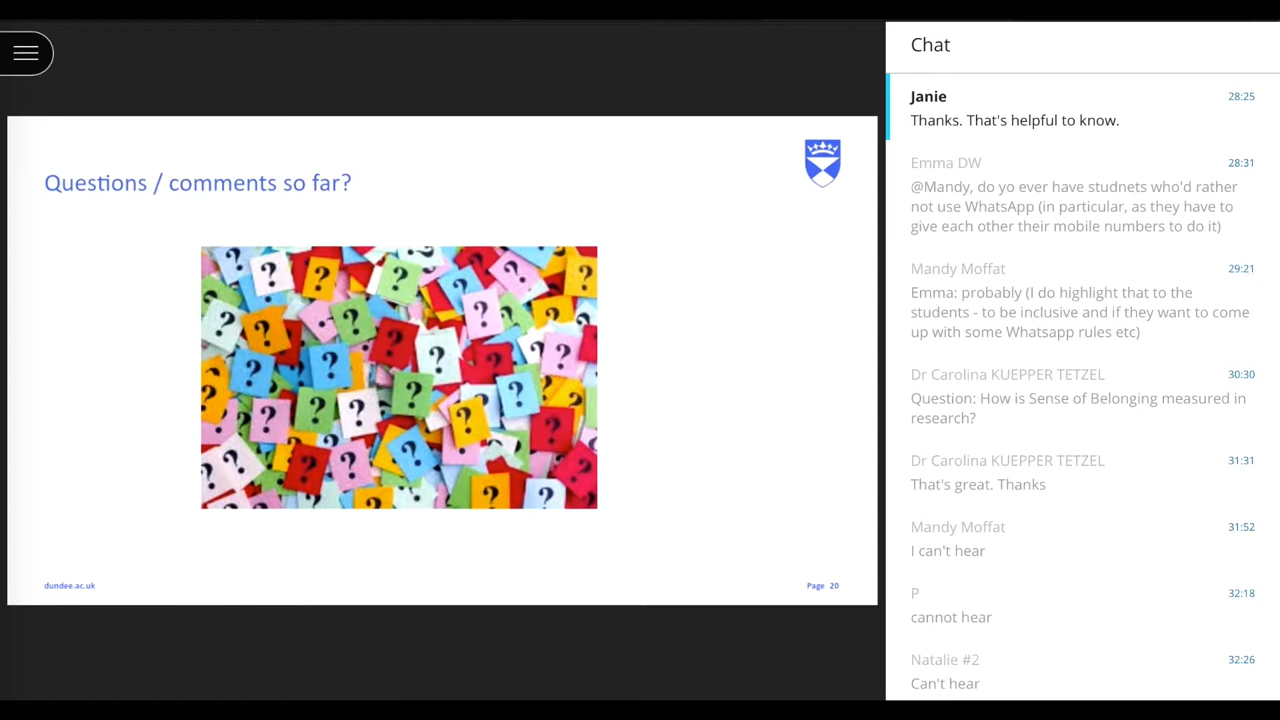 Questions / comments so far?
dundee.ac.uk
Page 20
Chat
Janie 28:25
Thanks. That's helpful to know.
Emma DW 28:31
@Mandy, do yo ever have studnets who'd rather
not use WhatsApp (in particular, as they have to
give each other their mobile numbers to do it)
Mandy Moffat 29:21
Emma: probably (I do highlight that to the
students - to be inclusive and if they want to come
up with some Whatsapp rules etc)
Dr Carolina KUEPPER TETZEL 30:30
Question: How is Sense of Belonging measured in
research?
Dr Carolina KUEPPER TETZEL 31:31
That's great. Thanks
Mandy Moffat 31:52
I can't hear
P 32:18
cannot hear
Natalie #2 32:26
Can't hear